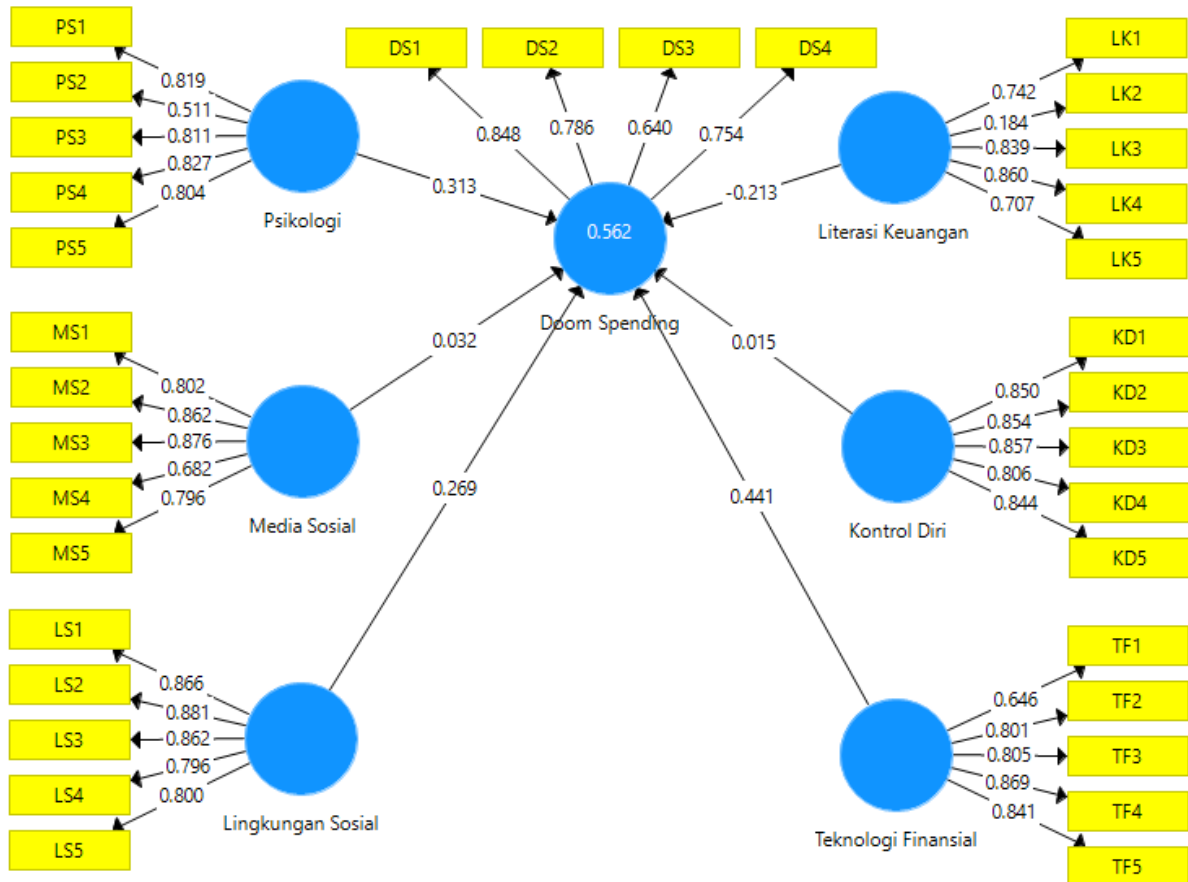 PS1
PS2
PS3
PS4
PS5
0.819
0.511
0.811
0.827
0.804
Psikologi
0.313
DS1
DS2
DS3
DS4
0.848
0.786
0.640
0.754
0.562
Doom Spending
LK1
LK2
LK3
LK4
LK5
0.742
0.184
0.839
0.860
0.707
-0.213
Literasi Keuangan
MS1
MS2
MS3
MS4
MS5
0.802
0.862
0.876
0.682
0.796
Media Sosial
0.032
KD1
KD2
KD3
KD4
KD5
0.850
0.854
0.857
0.806
0.844
0.015
Kontrol Diri
LS1
LS2
LS3
LS4
LS5
0.866
0.881
0.862
0.796
0.800
Lingkungan Sosial
0.269
TF1
TF2
TF3
TF4
TF5
0.646
0.801
0.805
0.869
0.841
0.441
Teknologi Finansial